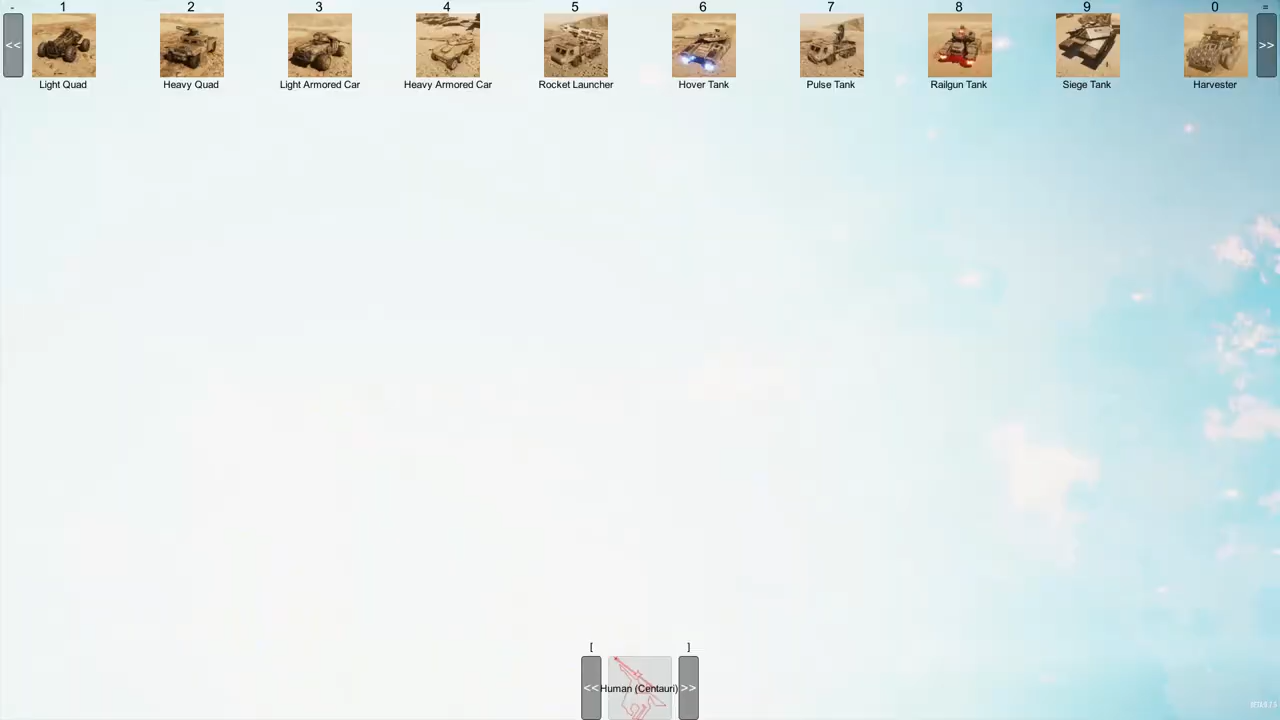 - 1 2 3 4 5 6 7 8 9 0 =
<< >>
Light Quad Heavy Quad Light Armored Car Heavy Armored Car Rocket Launcher Hover Tank Pulse Tank Railgun Tank Siege Tank Harvester
[ ]
<< Human (Centauri) >>